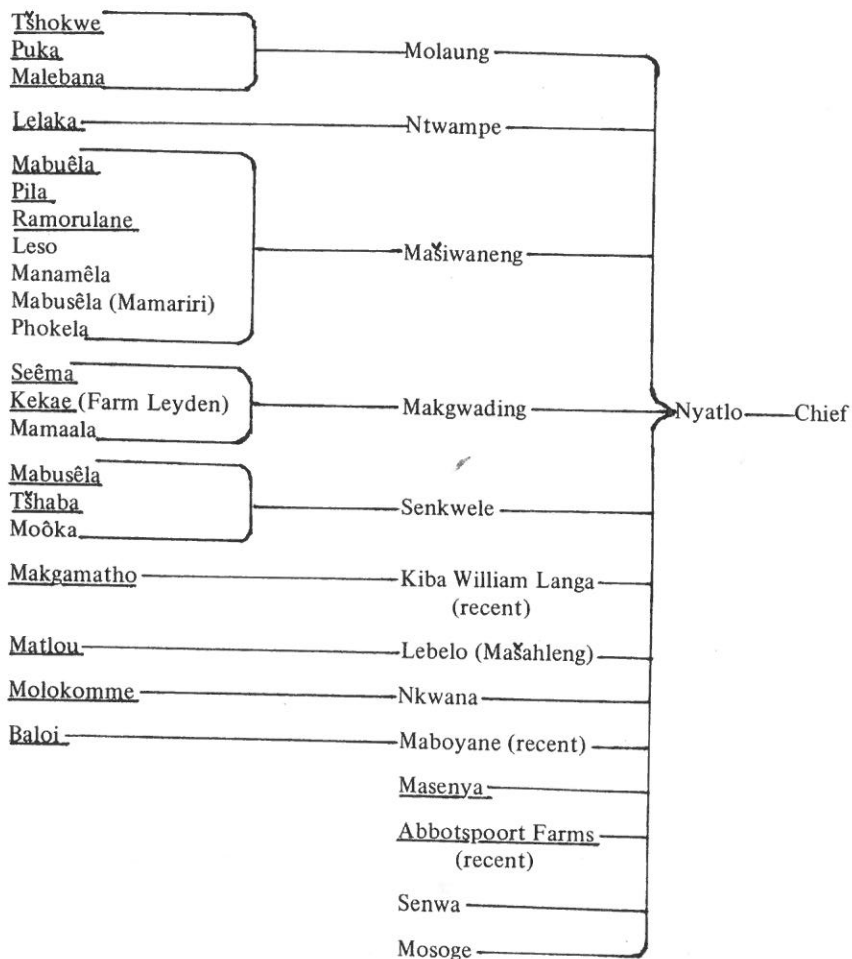 Tšhokwe
Puka
Malebana
Molaung
Lelaka
Ntwampe
Mabuêla
Pila
Ramorulane
Leso
Manamêla
Mabusêla (Mamariri)
Phokela
Mašiwaneng
Seêma
Kekae (Farm Leyden)
Mamaala
Makgwading
Nyatlo
Chief
Mabusêla
Tšhaba
Moôka
Senkwele
Makgamatho
Kiba William Langa
(recent)
Matlou
Lebelo (Mašahleng)
Molokomme
Nkwana
Baloi
Maboyane (recent)
Masenya
Abbotspoort Farms
(recent)
Senwa
Mosoge